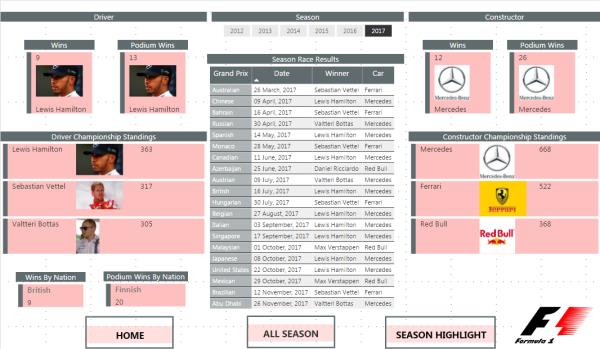 Driver
Season
Constructor
2012 2013 2014 2015 2016 2017
Wins
9
Lewis Hamilton
Podium Wins
13
Lewis Hamilton
Season Race Results
Grand Prix Date Winner Car
Australian 26 March, 2017 Sebastian Vettel Ferrari
Chinese 09 April, 2017 Lewis Hamilton Mercedes
Bahrain 16 April, 2017 Sebastian Vettel Ferrari
Russian 30 April, 2017 Valtteri Bottas Mercedes
Spanish 14 May, 2017 Lewis Hamilton Mercedes
Monaco 28 May, 2017 Sebastian Vettel Ferrari
Canadian 11 June, 2017 Lewis Hamilton Mercedes
Azerbaijan 25 June, 2017 Daniel Ricciardo Red Bull
Austrian 09 July, 2017 Valtteri Bottas Mercedes
British 16 July, 2017 Lewis Hamilton Mercedes
Hungarian 30 July, 2017 Sebastian Vettel Ferrari
Belgian 27 August, 2017 Lewis Hamilton Mercedes
Italian 03 September, 2017 Lewis Hamilton Mercedes
Singapore 17 September, 2017 Lewis Hamilton Mercedes
Malaysian 01 October, 2017 Max Verstappen Red Bull
Japanese 08 October, 2017 Lewis Hamilton Mercedes
United States 22 October, 2017 Lewis Hamilton Mercedes
Mexican 29 October, 2017 Max Verstappen Red Bull
Brazilian 12 November, 2017 Sebastian Vettel Ferrari
Abu Dhabi 26 November, 2017 Valtteri Bottas Mercedes
Wins
12
Mercedes-Benz
Mercedes
Podium Wins
26
Mercedes-Benz
Mercedes
Driver Championship Standings
Lewis Hamilton 363
Sebastian Vettel 317
Valtteri Bottas 305
Constructor Championship Standings
Mercedes Mercedes-Benz 668
Ferrari Ferrari 522
Red Bull Red Bull 368
Wins By Nation
British
9
Podium Wins By Nation
Finnish
20
HOME
ALL SEASON
SEASON HIGHLIGHT
F1
Formula 1